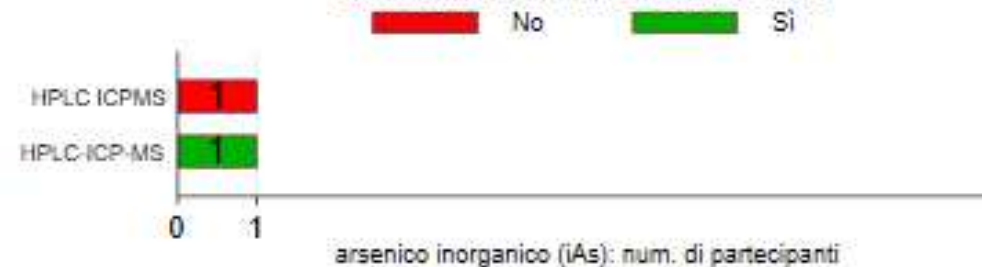 No Sì
HPLC ICPMS 1
HPLC-ICP-MS 1
0 1
arsenico inorganico (iAs): num. di partecipanti